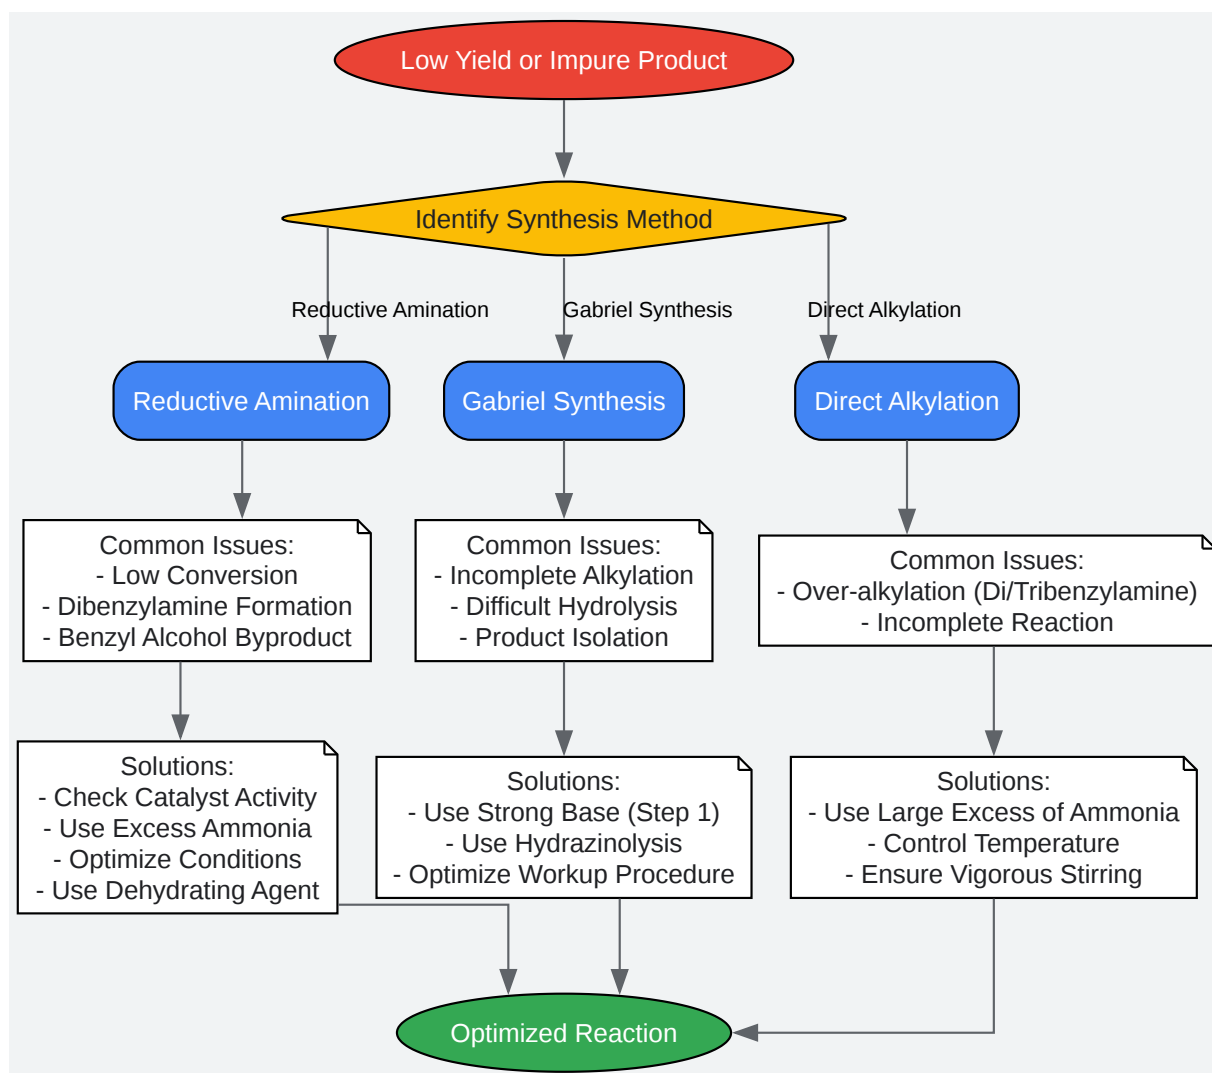 Low Yield or Impure Product
Identify Synthesis Method
Reductive Amination
Gabriel Synthesis
Direct Alkylation
Reductive Amination
Gabriel Synthesis
Direct Alkylation
Common Issues:
- Low Conversion
- Dibenzylamine Formation
- Benzyl Alcohol Byproduct
Common Issues:
- Incomplete Alkylation
- Difficult Hydrolysis
- Product Isolation
Common Issues:
- Over-alkylation (Di/Tribenzylamine)
- Incomplete Reaction
Solutions:
- Check Catalyst Activity
- Use Excess Ammonia
- Optimize Conditions
- Use Dehydrating Agent
Solutions:
- Use Strong Base (Step 1)
- Use Hydrazinolysis
- Optimize Workup Procedure
Solutions:
- Use Large Excess of Ammonia
- Control Temperature
- Ensure Vigorous Stirring
Optimized Reaction